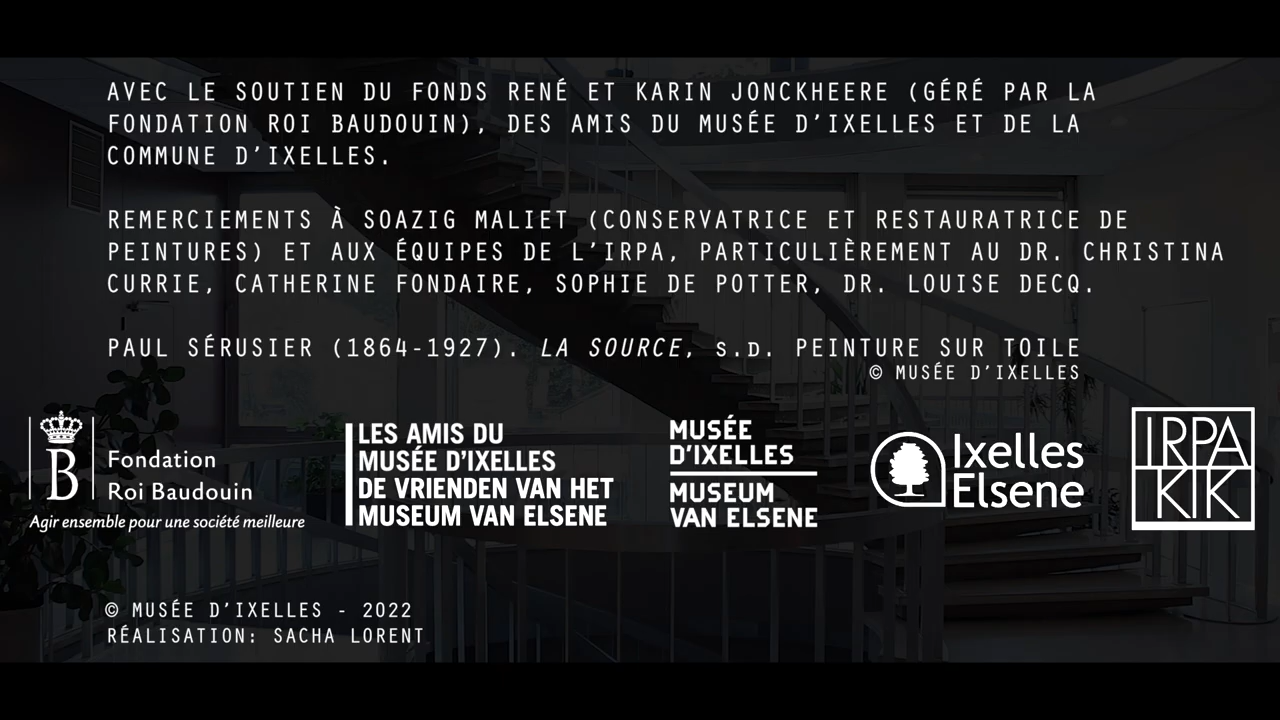 AVEC LE SOUTIEN DU FONDS RENÉ ET KARIN JONCKHEERE (GÉRÉ PAR LA
FONDATION ROI BAUDOUIN), DES AMIS DU MUSÉE D'IXELLES ET DE LA
COMMUNE D'IXELLES.
REMERCIEMENTS À SOAZIG MALIET (CONSERVATRICE ET RESTAURATRICE DE
PEINTURES) ET AUX ÉQUIPES DE L'IRPA, PARTICULIÈREMENT AU DR. CHRISTINA
CURRIE, CATHERINE FONDAIRE, SOPHIE DE POTTER, DR. LOUISE DECQ.
PAUL SÉRUSIER (1864-1927). LA SOURCE, S.D. PEINTURE SUR TOILE
© MUSÉE D'IXELLES
B
Fondation
Roi Baudouin
Agir ensemble pour une société meilleure
LES AMIS DU
MUSÉE D'IXELLES
DE VRIENDEN VAN HET
MUSEUM VAN ELSENE
MUSÉE
D'IXELLES
MUSEUM
VAN ELSENE
Ixelles
Elsene
IRPA
KIK
© MUSÉE D'IXELLES - 2022
RÉALISATION: SACHA LORENT